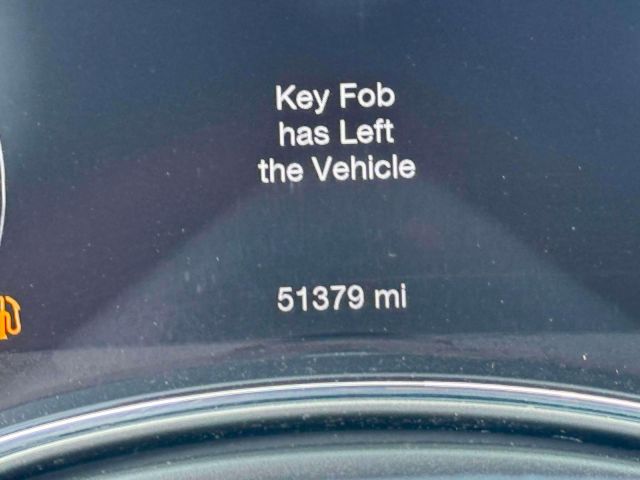 Key Fob
has Left
the Vehicle
51379 mi